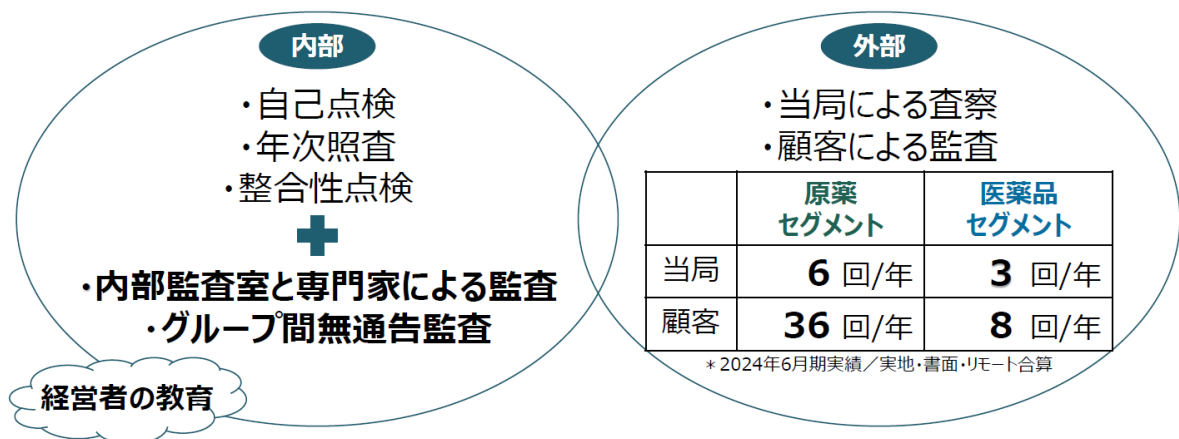 内部
・自己点検
・年次照査
・整合性点検
・内部監査室と専門家による監査
・グループ間無通告監査
経営者の教育
外部
・当局による査察
・顧客による監査
原薬
セグメント
医薬品
セグメント
当局 6 回/年 3 回/年
顧客 36 回/年 8 回/年
* 2024年6月期実績／実地・書面・リモート合算